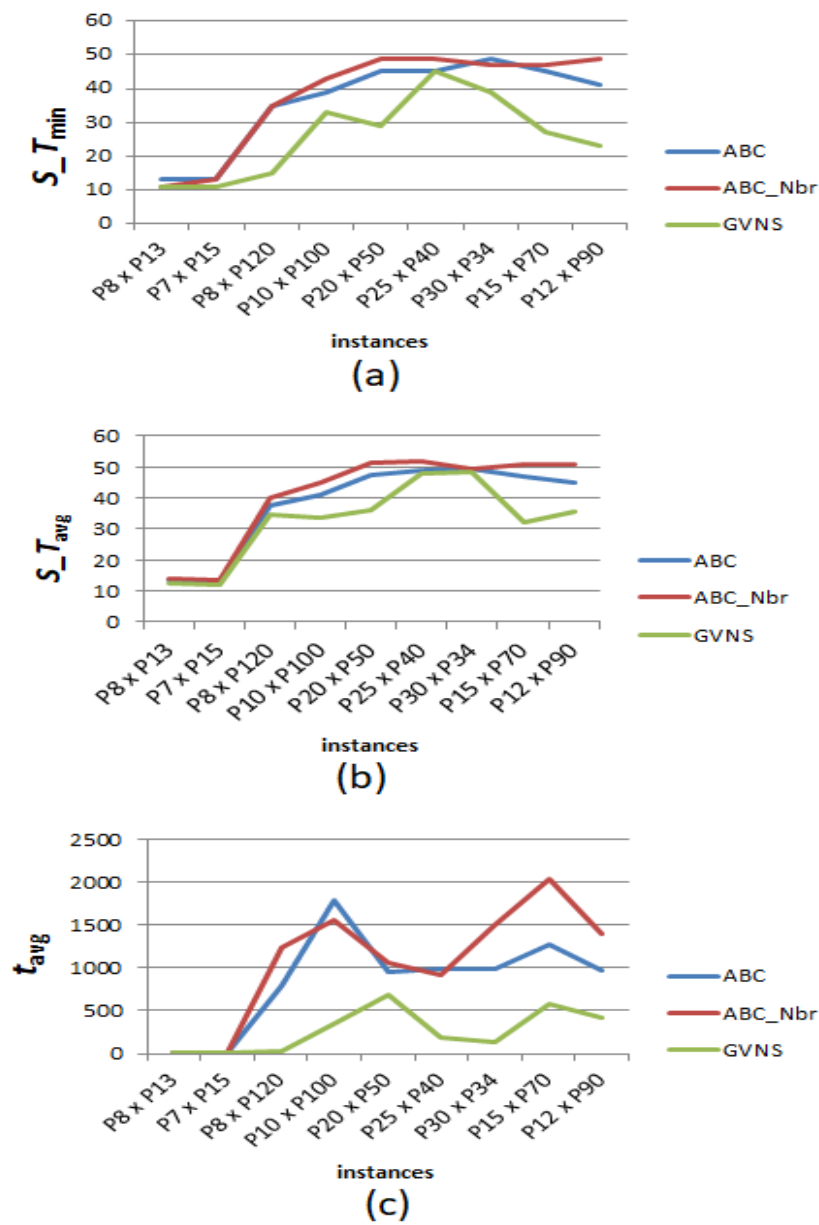 60
50
40
30
20
10
0
S_Tmin
P8 x P13
P7 x P15
P8 x P120
P10 x P100
P20 x P50
P25 x P40
P30 x P34
P15 x P70
P12 x P90
instances
ABC
ABC_Nbr
GVNS
(a)
60
50
40
30
20
10
0
S_Tavg
P8 x P13
P7 x P15
P8 x P120
P10 x P100
P20 x P50
P25 x P40
P30 x P34
P15 x P70
P12 x P90
instances
ABC
ABC_Nbr
GVNS
(b)
2500
2000
1500
1000
500
0
tavg
P8 x P13
P7 x P15
P8 x P120
P10 x P100
P20 x P50
P25 x P40
P30 x P34
P15 x P70
P12 x P90
instances
ABC
ABC_Nbr
GVNS
(c)